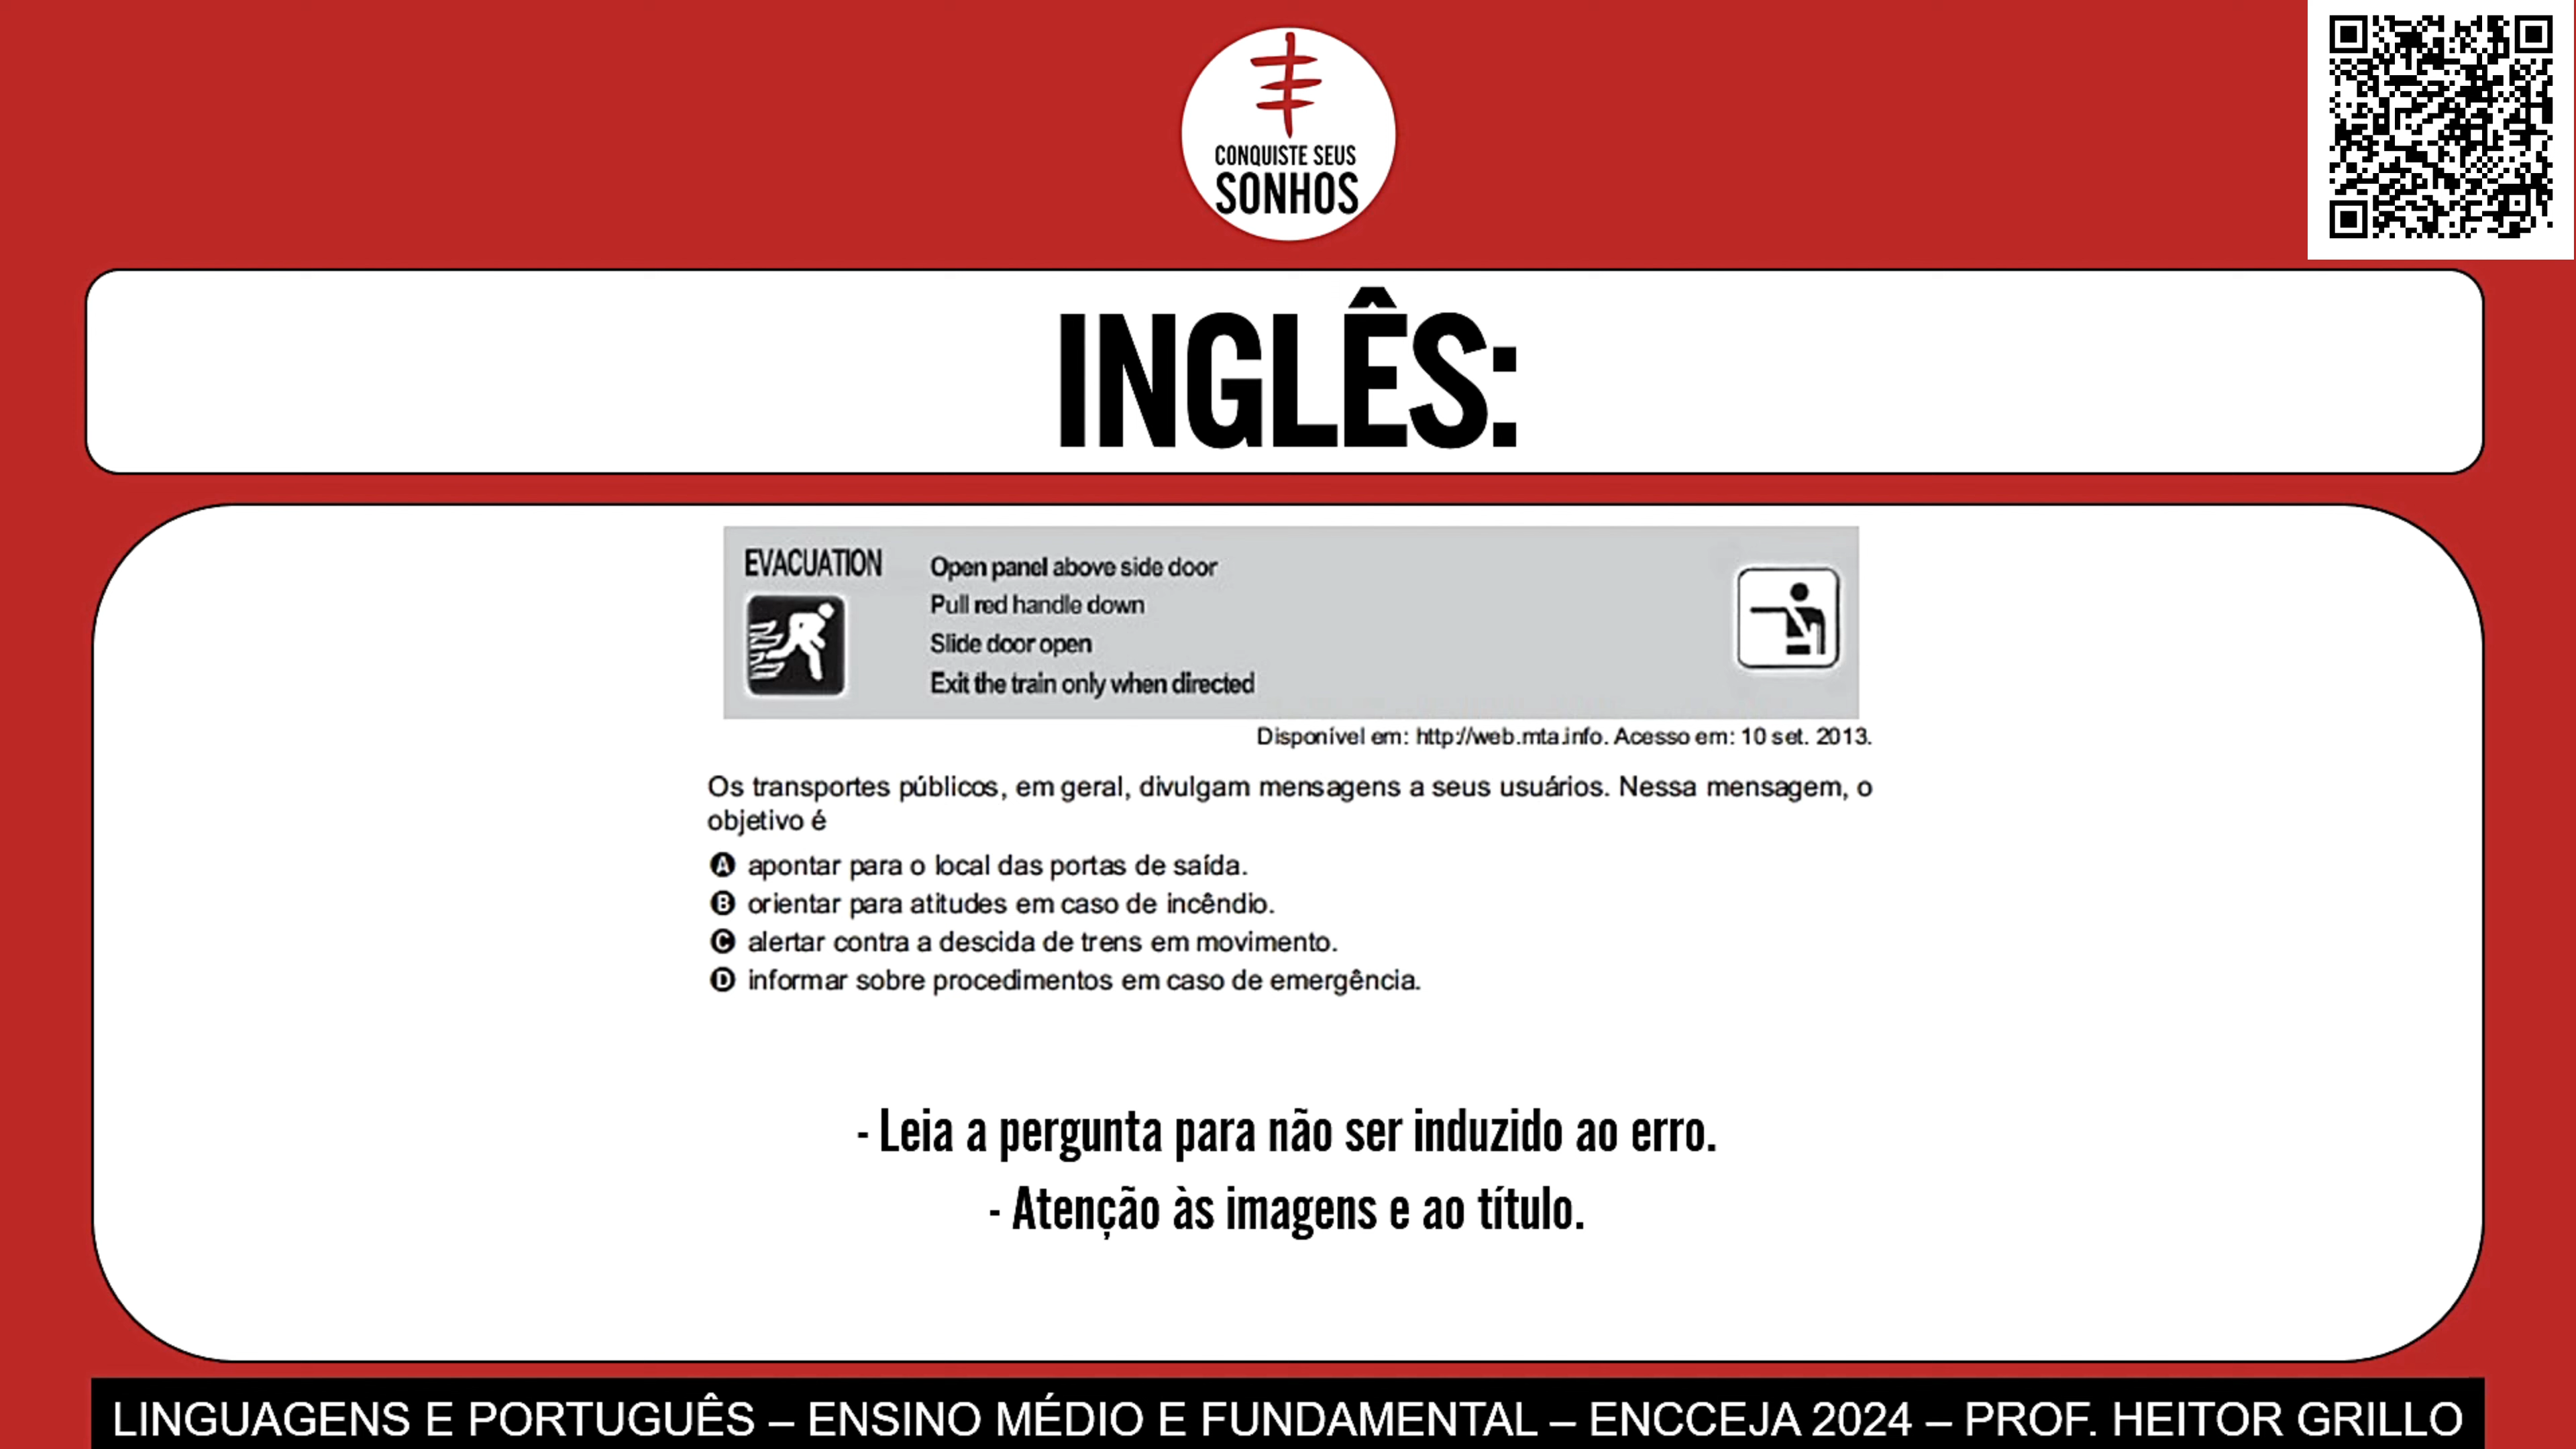 CONQUISTE SEUS
SONHOS
INGLÊS:
EVACUATION
Open panel above side door
Pull red handle down
Slide door open
Exit the train only when directed
Disponível em: http://web.mta.info. Acesso em: 10 set. 2013.
Os transportes públicos, em geral, divulgam mensagens a seus usuários. Nessa mensagem, o
objetivo é
A apontar para o local das portas de saída.
B orientar para atitudes em caso de incêndio.
C alertar contra a descida de trens em movimento.
D informar sobre procedimentos em caso de emergência.
- Leia a pergunta para não ser induzido ao erro.
- Atenção às imagens e ao título.
LINGUAGENS E PORTUGUÊS – ENSINO MÉDIO E FUNDAMENTAL – ENCCEJA 2024 – PROF. HEITOR GRILLO